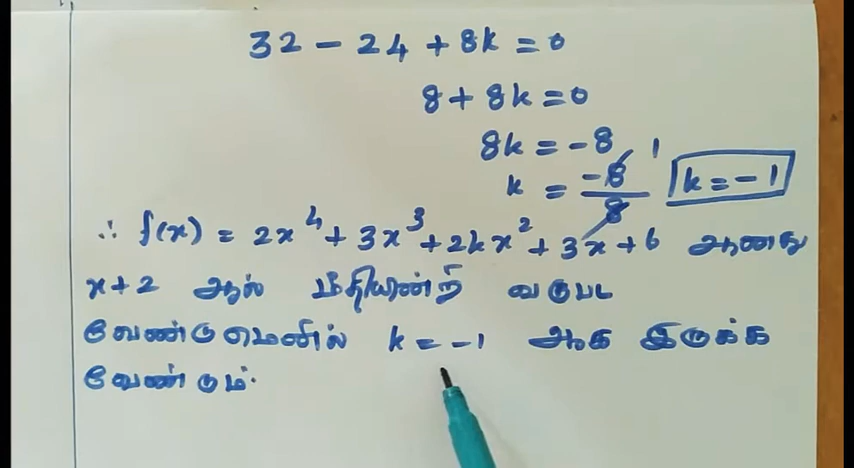 32 - 24 + 8k = 0
8 + 8k = 0
8k = -8
k = -8/8 1 k = -1
∴ f(x) = 2x⁴ + 3x³ + 2kx² + 3x + 6 ஆனது
x+2 ஆல் மீதியின்றி வகுபட
வேண்டுமெனில் k = -1 ஆக இருக்க
வேண்டும்.